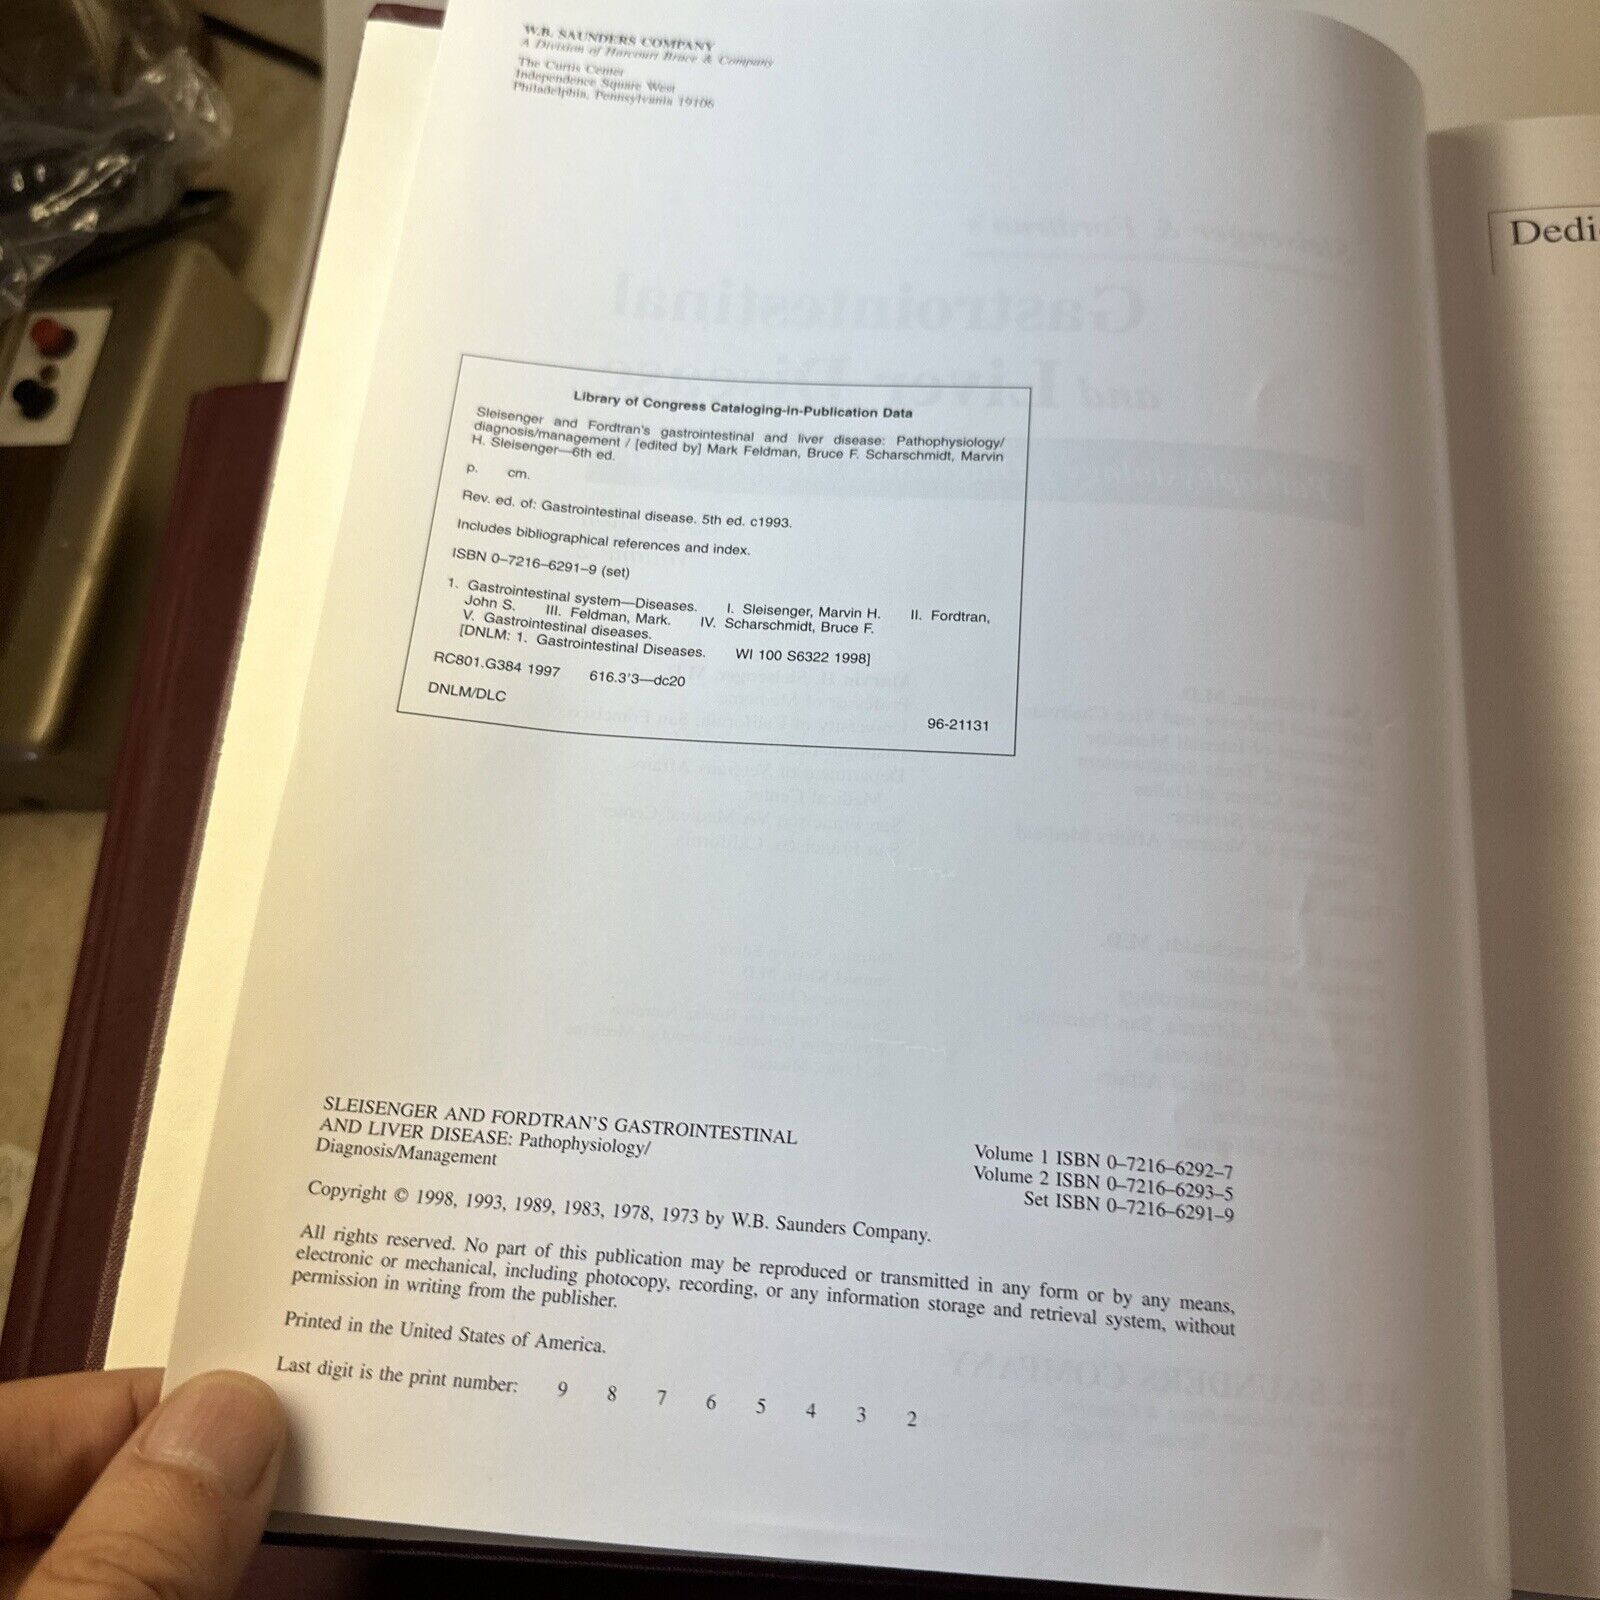 W.B. SAUNDERS COMPANY
A Division of Harcourt Brace & Company
The Curtis Center
Independence Square West
Philadelphia, Pennsylvania 19106
Library of Congress Cataloging-in-Publication Data
Sleisenger and Fordtran's gastrointestinal and liver disease: Pathophysiology/
diagnosis/management / [edited by] Mark Feldman, Bruce F. Scharschmidt, Marvin
H. Sleisenger—6th ed.
p. cm.
Rev. ed. of: Gastrointestinal disease. 5th ed. c1993.
Includes bibliographical references and index.
ISBN 0–7216–6291–9 (set)
1. Gastrointestinal system—Diseases. I. Sleisenger, Marvin H. II. Fordtran,
John S. III. Feldman, Mark. IV. Scharschmidt, Bruce F.
V. Gastrointestinal diseases.
[DNLM: 1. Gastrointestinal Diseases. WI 100 S6322 1998]
RC801.G384 1997 616.3'3—dc20
DNLM/DLC
96-21131
SLEISENGER AND FORDTRAN'S GASTROINTESTINAL
AND LIVER DISEASE: Pathophysiology/
Diagnosis/Management
Volume 1 ISBN 0–7216–6292–7
Volume 2 ISBN 0–7216–6293–5
Set ISBN 0–7216–6291–9
Copyright © 1998, 1993, 1989, 1983, 1978, 1973 by W.B. Saunders Company.
All rights reserved. No part of this publication may be reproduced or transmitted in any form or by any means,
electronic or mechanical, including photocopy, recording, or any information storage and retrieval system, without
permission in writing from the publisher.
Printed in the United States of America.
Last digit is the print number: 9 8 7 6 5 4 3 2
Dedi